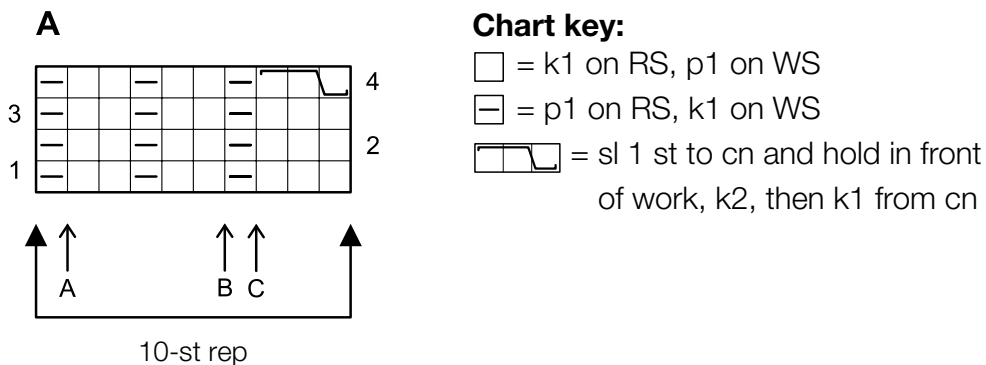 A
4
3
2
1
A B C
10-st rep
Chart key:
= k1 on RS, p1 on WS
= p1 on RS, k1 on WS
= sl 1 st to cn and hold in front
of work, k2, then k1 from cn